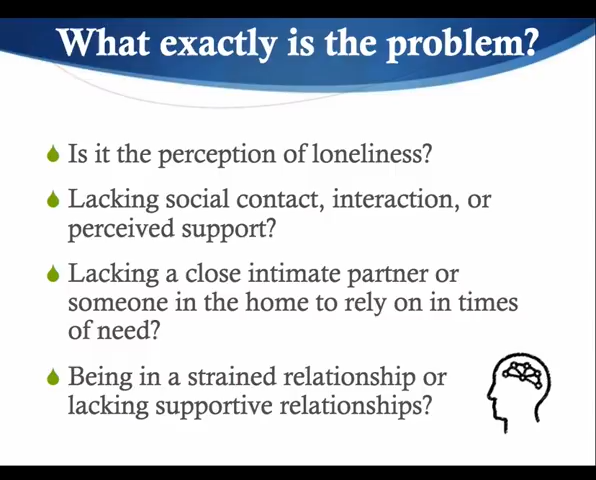 What exactly is the problem?
Is it the perception of loneliness?
Lacking social contact, interaction, or
perceived support?
Lacking a close intimate partner or
someone in the home to rely on in times
of need?
Being in a strained relationship or
lacking supportive relationships?